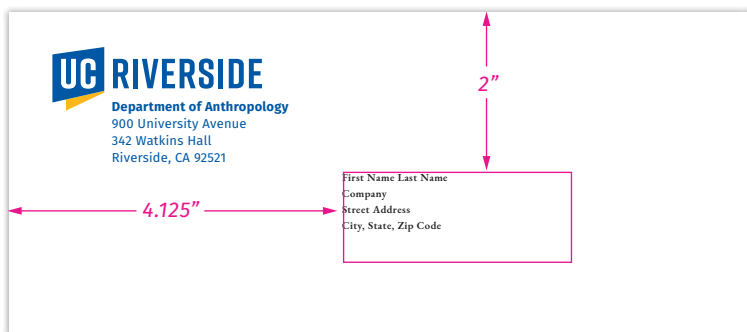 UC RIVERSIDE
Department of Anthropology
900 University Avenue
342 Watkins Hall
Riverside, CA 92521
2”
4.125”
First Name Last Name
Company
Street Address
City, State, Zip Code